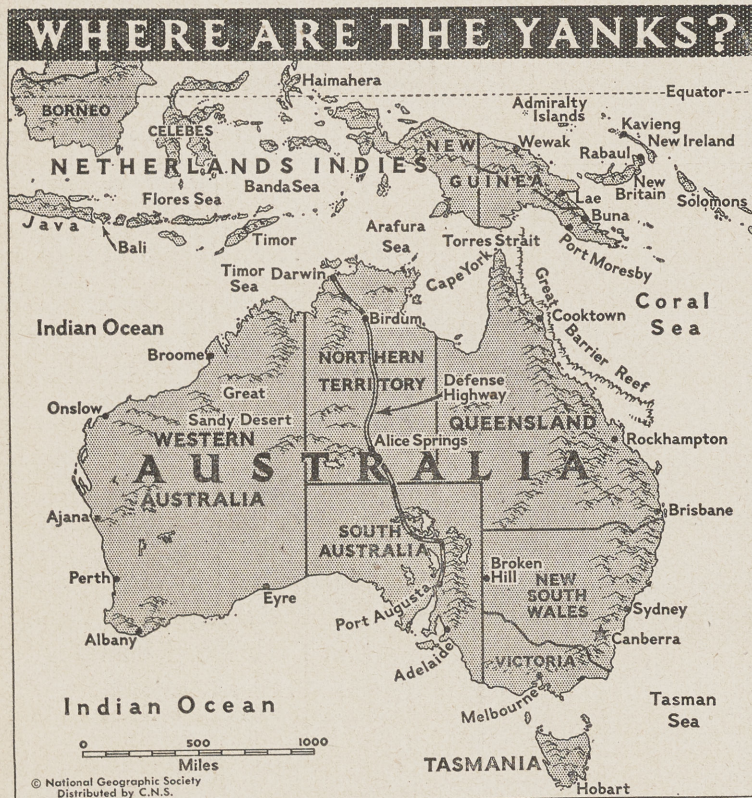 WHERE ARE THE YANKS?
Haimahera
Equator
BORNEO
Admiralty
Islands
CELEBES
Kavieng
New Ireland
NEW
GUINEA
Wewak
Rabaul
NETHERLANDS INDIES
New
Britain
Banda Sea
Flores Sea
Lae
Solomons
Java
Buna
Arafura
Sea
Bali
Timor
Torres Strait
Port Moresby
Timor
Sea
Darwin
Cape York
Great Barrier Reef
Coral
Sea
Indian Ocean
Birdum
Cooktown
Broome
NORTHERN
TERRITORY
Great
Sandy Desert
Defense
Highway
Onslow
QUEENSLAND
WESTERN
AUSTRALIA
Alice Springs
Rockhampton
AUSTRALIA
Ajana
Brisbane
SOUTH
AUSTRALIA
Broken
Hill
Perth
NEW
SOUTH
WALES
Eyre
Port Augusta
Sydney
Albany
Canberra
Adelaide
VICTORIA
Indian Ocean
Melbourne
Tasman
Sea
0 500 1000
Miles
TASMANIA
© National Geographic Society
Distributed by C.N.S.
Hobart